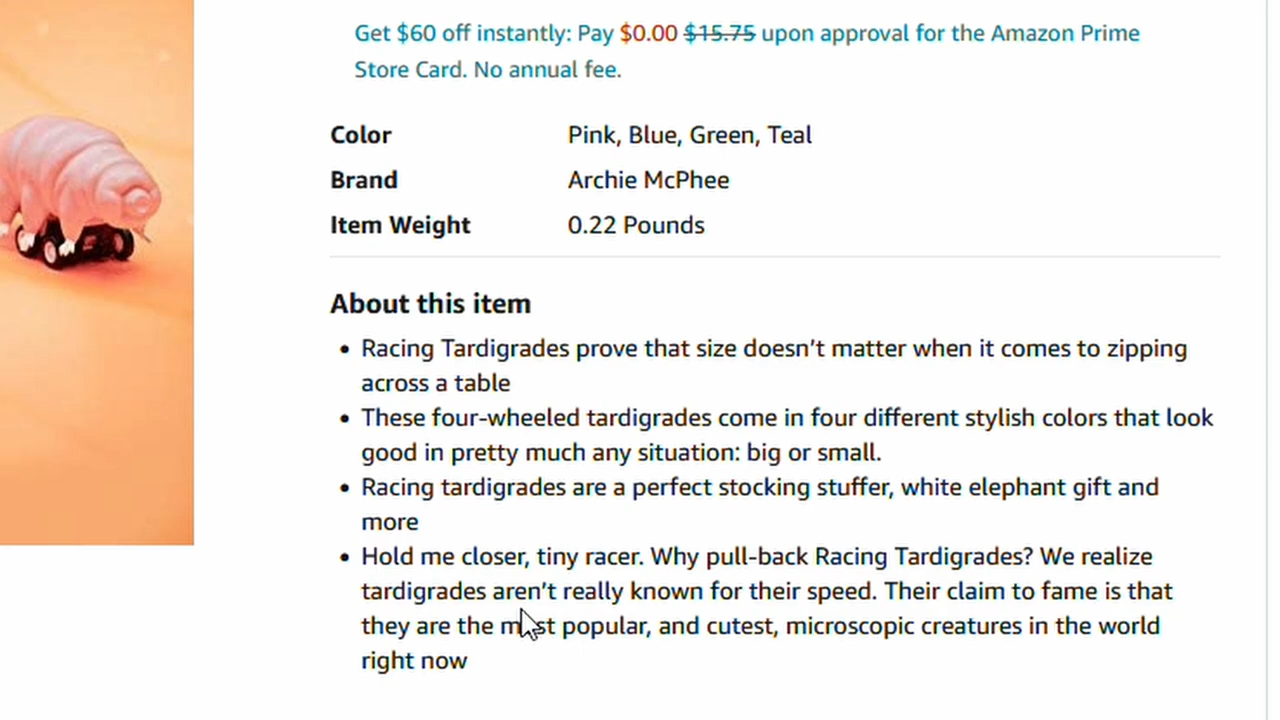 Get $60 off instantly: Pay $0.00 $15.75 upon approval for the Amazon Prime
Store Card. No annual fee.
Color Pink, Blue, Green, Teal
Brand Archie McPhee
Item Weight 0.22 Pounds
About this item
• Racing Tardigrades prove that size doesn’t matter when it comes to zipping
across a table
• These four-wheeled tardigrades come in four different stylish colors that look
good in pretty much any situation: big or small.
• Racing tardigrades are a perfect stocking stuffer, white elephant gift and
more
• Hold me closer, tiny racer. Why pull-back Racing Tardigrades? We realize
tardigrades aren’t really known for their speed. Their claim to fame is that
they are the most popular, and cutest, microscopic creatures in the world
right now